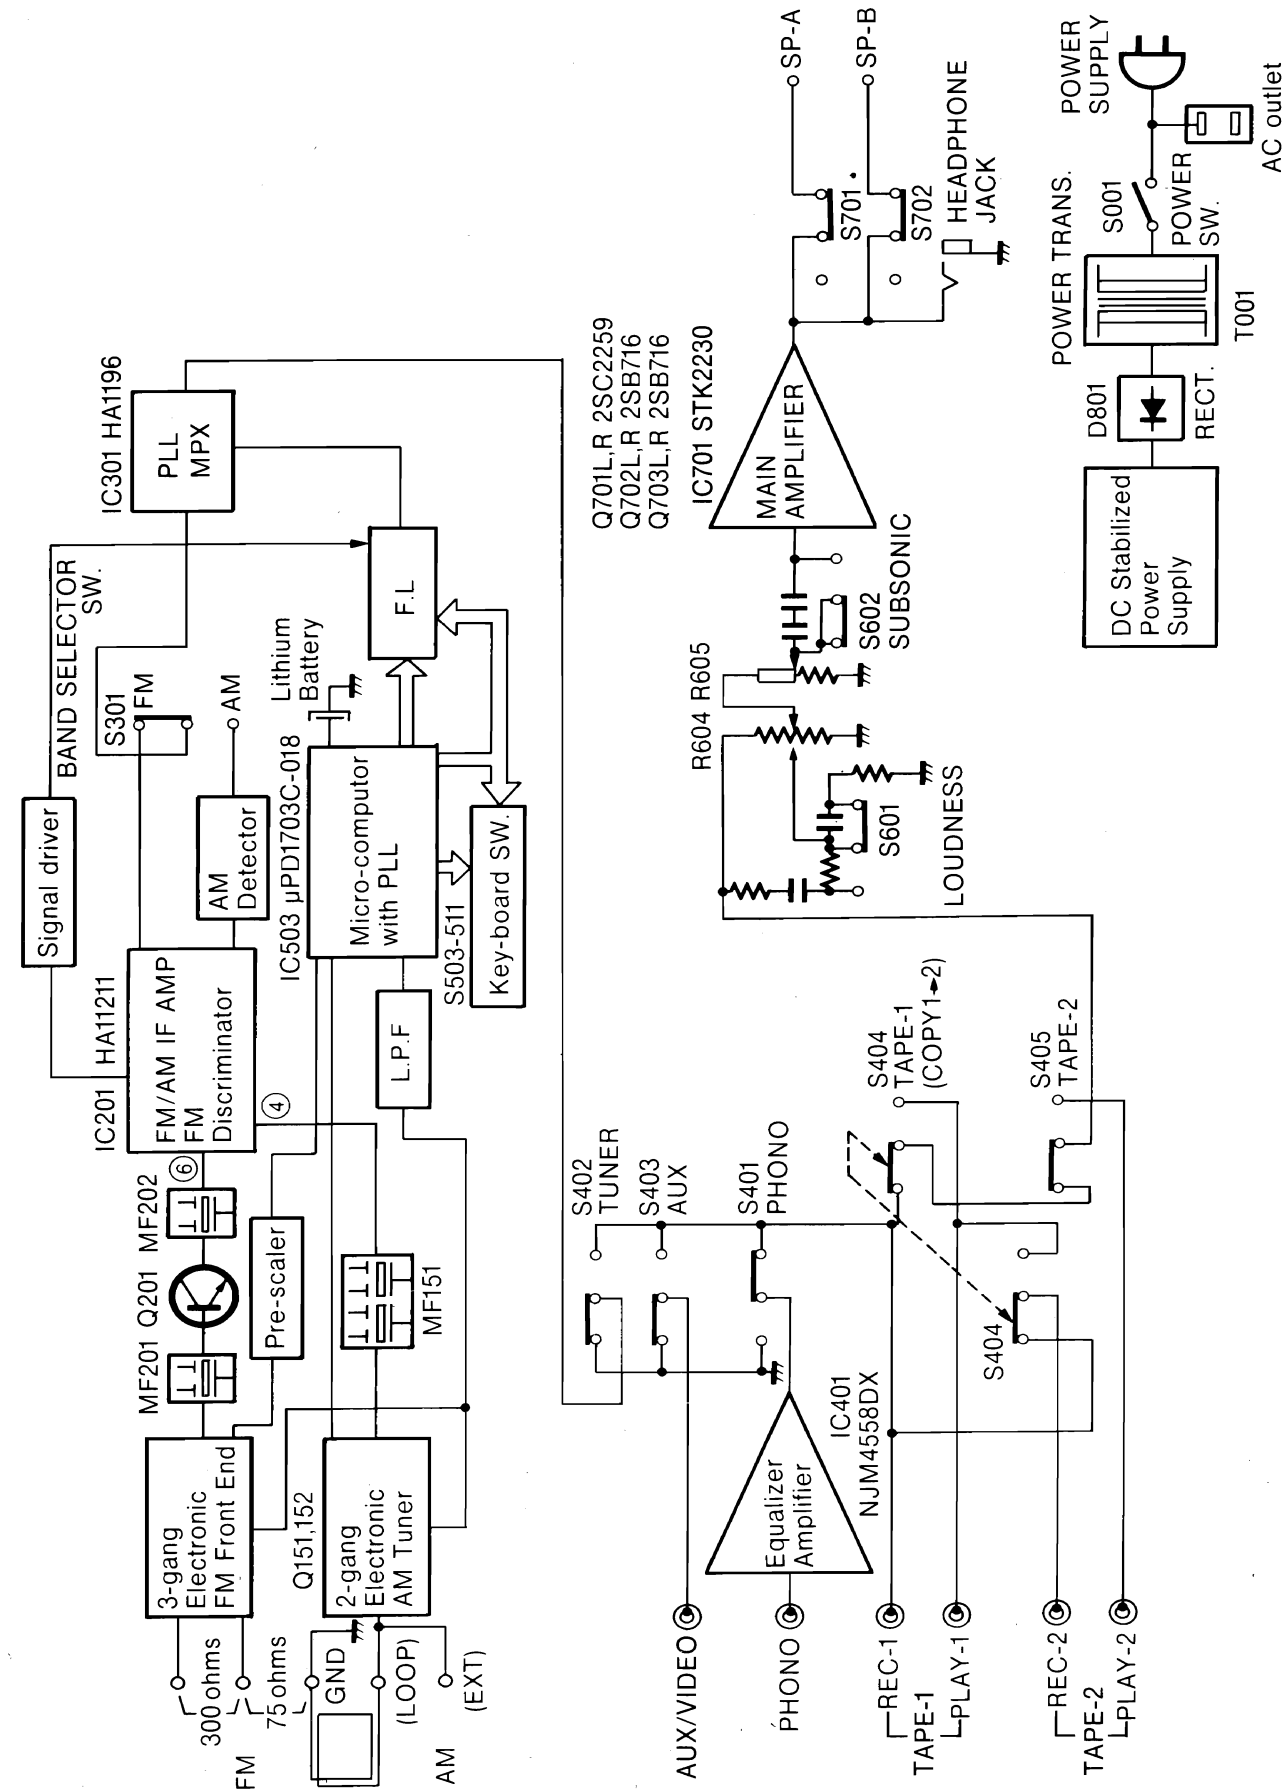 FM
300 ohms
75 ohms
GND
(LOOP)
AM
(EXT)
3-gang
Electronic
FM Front End
Q151,152
2-gang
Electronic
AM Tuner
MF201
Q201
MF202
Pre-scaler
MF151
6
4
IC201 HA11211
FM/AM IF AMP
FM
Discriminator
L.P.F
Signal driver
AM
Detector
AM
S301
FM
BAND SELECTOR
SW.
IC503 µPD1703C-018
Micro-computor
with PLL
S503-511
Key-board SW.
Lithium
Battery
F.L
IC301 HA1196
PLL
MPX
AUX/VIDEO
PHONO
REC-1
TAPE-1
PLAY-1
REC-2
TAPE-2
PLAY-2
Equalizer
Amplifier
IC401
NJM4558DX
S402
TUNER
S403
AUX
S401
PHONO
S404
S404
TAPE-1
(COPY1→2)
S405
TAPE-2
LOUDNESS
S601
R604 R605
S602
SUBSONIC
Q701L,R 2SC2259
Q702L,R 2SB716
Q703L,R 2SB716
IC701 STK2230
MAIN
AMPLIFIER
S701
S702
SP-A
SP-B
HEADPHONE
JACK
DC Stabilized
Power
Supply
D801
RECT.
POWER TRANS.
T001
S001
POWER
SW.
POWER
SUPPLY
AC outlet